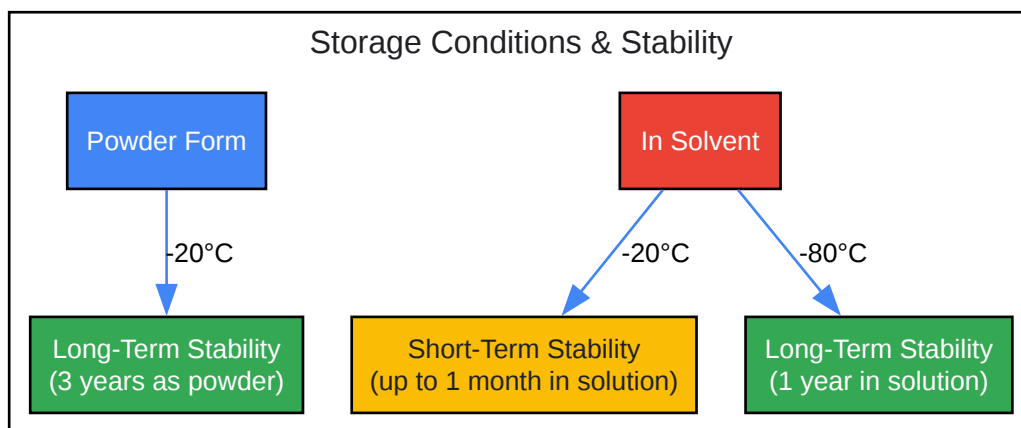 Storage Conditions & Stability
Powder Form
In Solvent
-20°C
-20°C
-80°C
Long-Term Stability
(3 years as powder)
Short-Term Stability
(up to 1 month in solution)
Long-Term Stability
(1 year in solution)